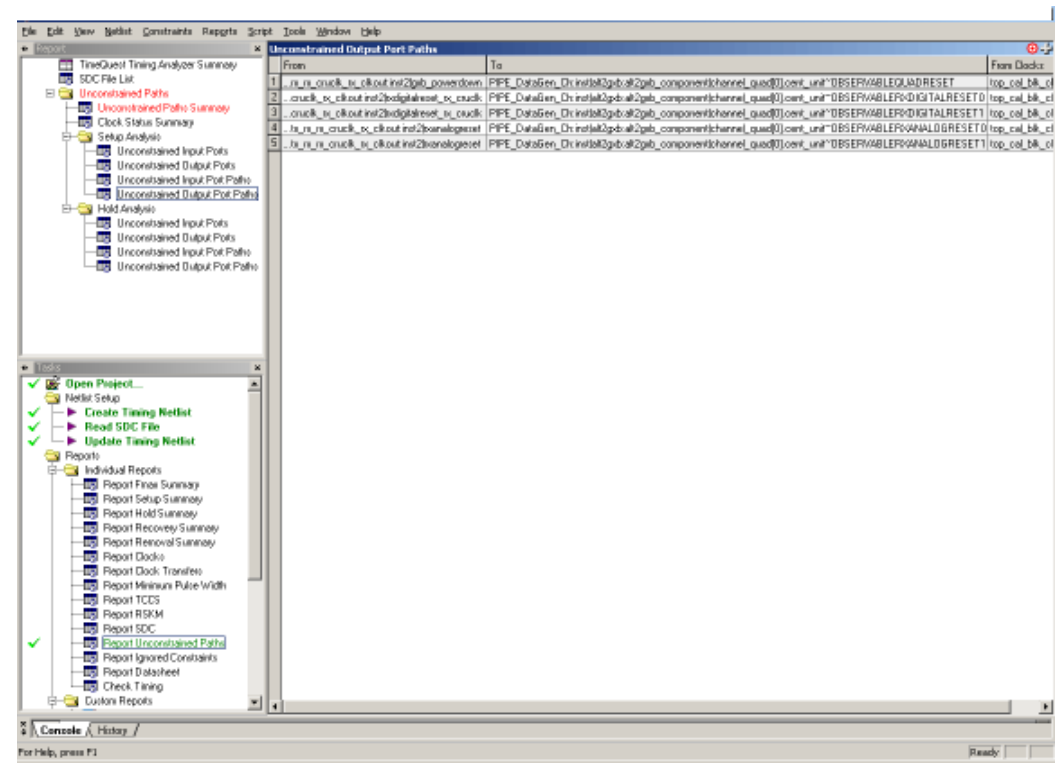 File Edit View Netlist Constraints Reports Script Tools Window Help
Report
TimeQuest Timing Analyzer Summary
SDC File List
Unconstrained Paths
Unconstrained Paths Summary
Clock Status Summary
Setup Analysis
Unconstrained Input Ports
Unconstrained Output Ports
Unconstrained Input Port Paths
Unconstrained Output Port Paths
Hold Analysis
Unconstrained Input Ports
Unconstrained Output Ports
Unconstrained Input Port Paths
Unconstrained Output Port Paths
Unconstrained Output Port Paths
From To From Clocks
1
2
3
4
5
Tasks
Open Project...
Netlist Setup
Create Timing Netlist
Read SDC File
Update Timing Netlist
Reports
Individual Reports
Report Fmax Summary
Report Setup Summary
Report Hold Summary
Report Recovery Summary
Report Removal Summary
Report Clocks
Report Clock Transfers
Report Minimum Pulse Width
Report TCCS
Report RSKM
Report SDC
Report Unconstrained Paths
Report Ignored Constraints
Report Datasheet
Check Timing
Custom Reports
Console History
For Help, press F1
Ready